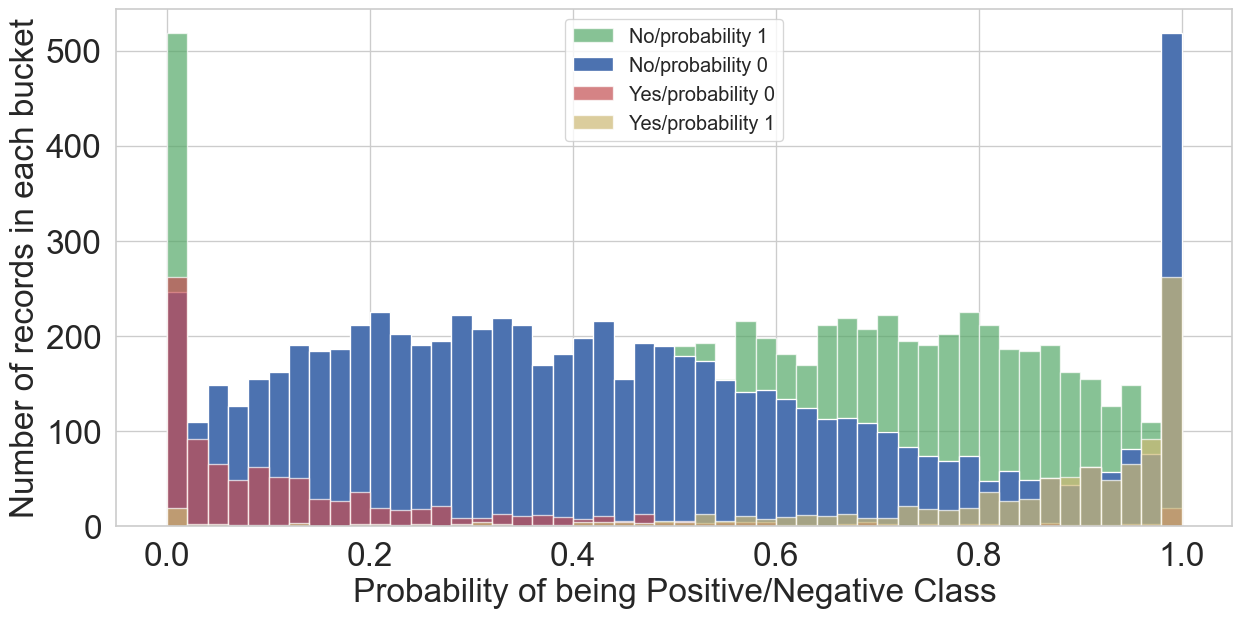 Number of records in each bucket
500
400
300
200
100
0
No/probability 1
No/probability 0
Yes/probability 0
Yes/probability 1
0.0 0.2 0.4 0.6 0.8 1.0
Probability of being Positive/Negative Class